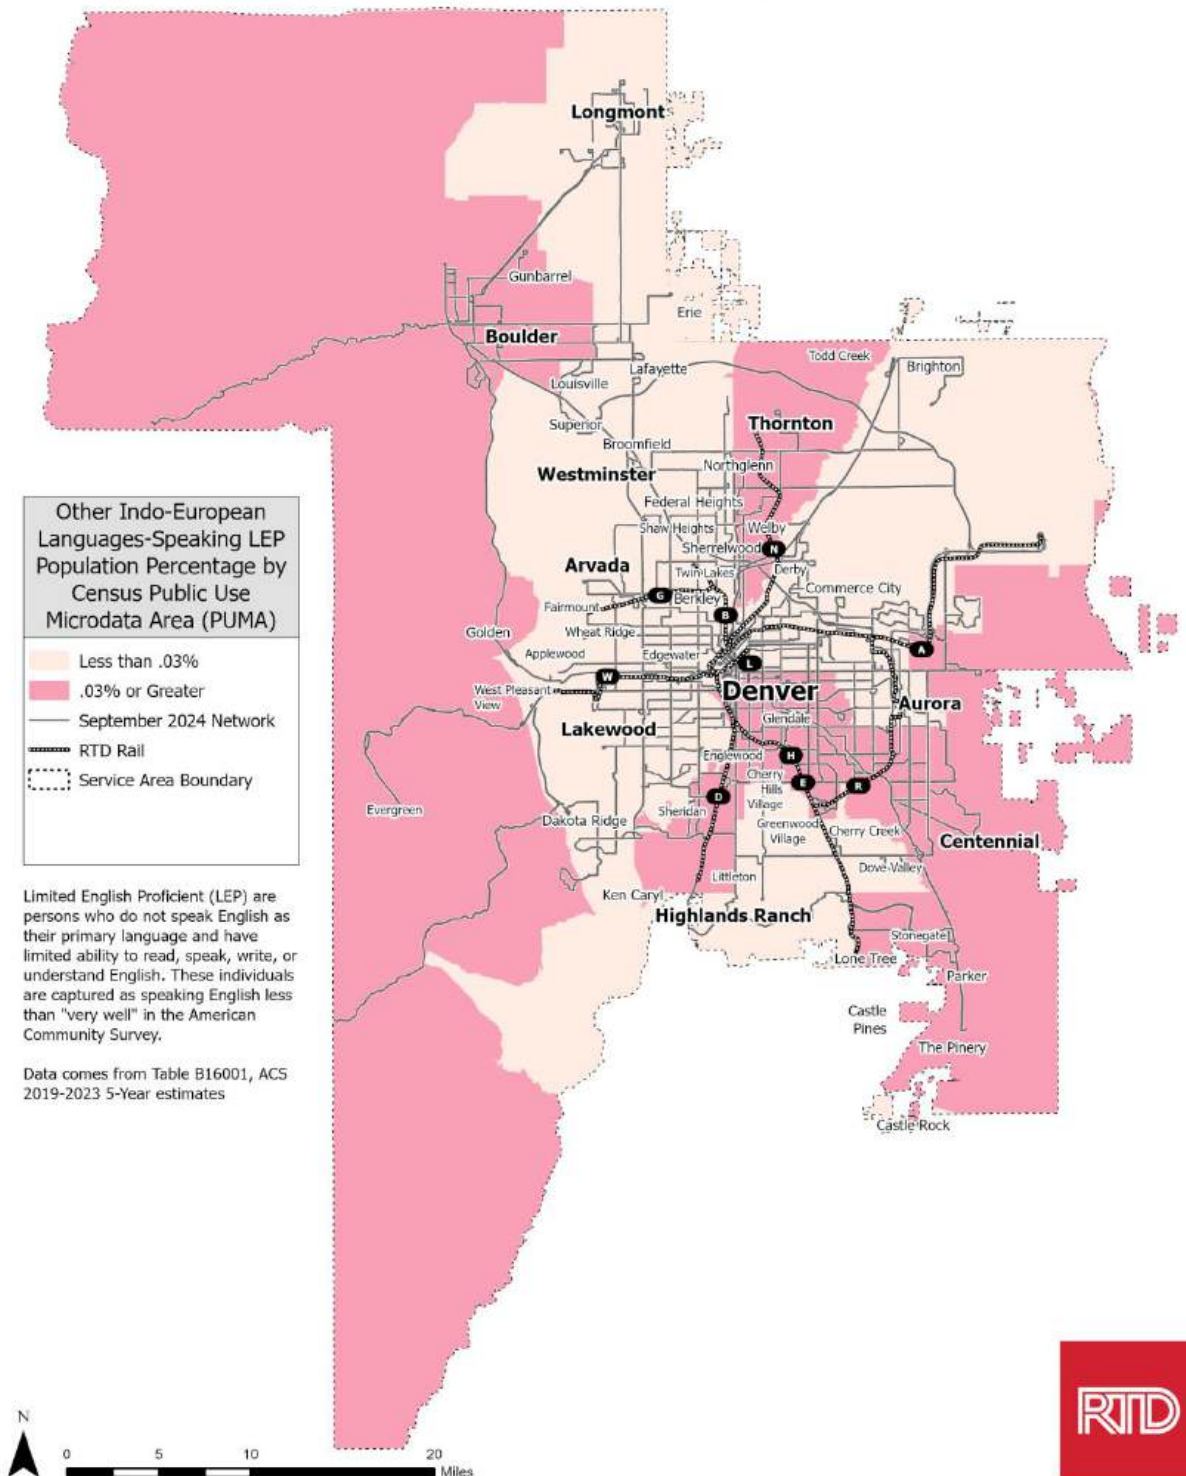 Longmont
Gunbarrel
Erie
Boulder
Todd Creek
Brighton
Lafayette
Louisville
Superior
Thornton
Broomfield
Westminster
Northglenn
Federal Heights
Shaw Heights
Welby
Sherrelwood
N
Arvada
Twin Lakes
Derby
Commerce City
G
Berkley
Fairmount
B
Golden
Wheat Ridge
Applewood
Edgewater
A
L
W
West Pleasant
View
Denver
Aurora
Glendale
Lakewood
Englewood
H
Cherry
Hills
Village
E
R
D
Evergreen
Sheridan
Dakota Ridge
Greenwood
Village
Cherry Creek
Centennial
Dove Valley
Littleton
Ken Caryl
Highlands Ranch
Stonegate
Lone Tree
Parker
Castle
Pines
The Pinery
Castle Rock
Other Indo-European
Languages-Speaking LEP
Population Percentage by
Census Public Use
Microdata Area (PUMA)
Less than .03%
.03% or Greater
September 2024 Network
RTD Rail
Service Area Boundary
Limited English Proficient (LEP) are
persons who do not speak English as
their primary language and have
limited ability to read, speak, write, or
understand English. These individuals
are captured as speaking English less
than "very well" in the American
Community Survey.
Data comes from Table B16001, ACS
2019-2023 5-Year estimates
N
0 5 10 20
Miles
RTD